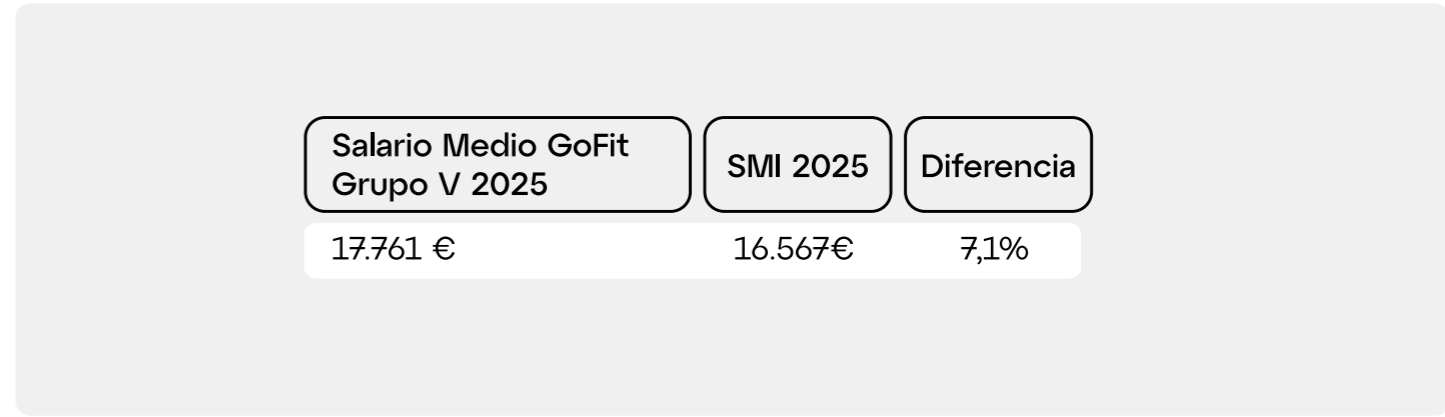 Salario Medio GoFit
Grupo V 2025
SMI 2025
Diferencia
17.761 €
16.567€
7,1%